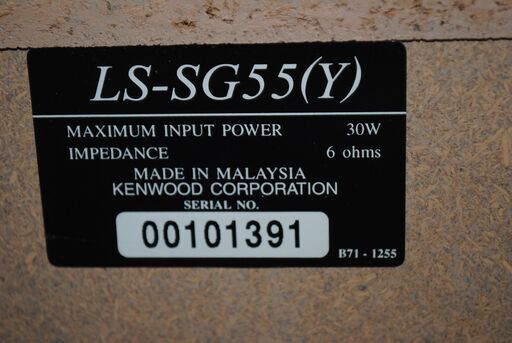 LS-SG55(Y)
MAXIMUM INPUT POWER 30W
IMPEDANCE 6 ohms
MADE IN MALAYSIA
KENWOOD CORPORATION
SERIAL NO.
00101391
B71 - 1255